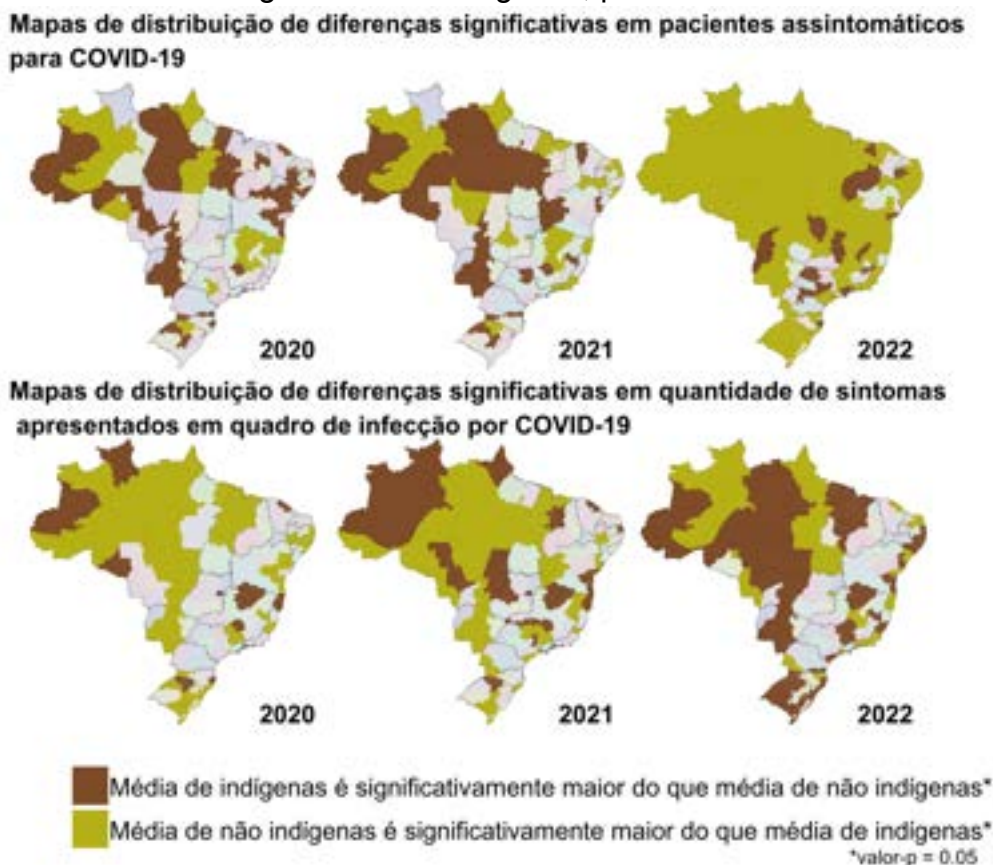 Mapas de distribuição de diferenças significativas em pacientes assintomáticos
para COVID-19
2020
2021
2022
Mapas de distribuição de diferenças significativas em quantidade de sintomas
apresentados em quadro de infecção por COVID-19
2020
2021
2022
Média de indígenas é significativamente maior do que média de não indígenas*
Média de não indígenas é significativamente maior do que média de indígenas*
*valor-p = 0.05